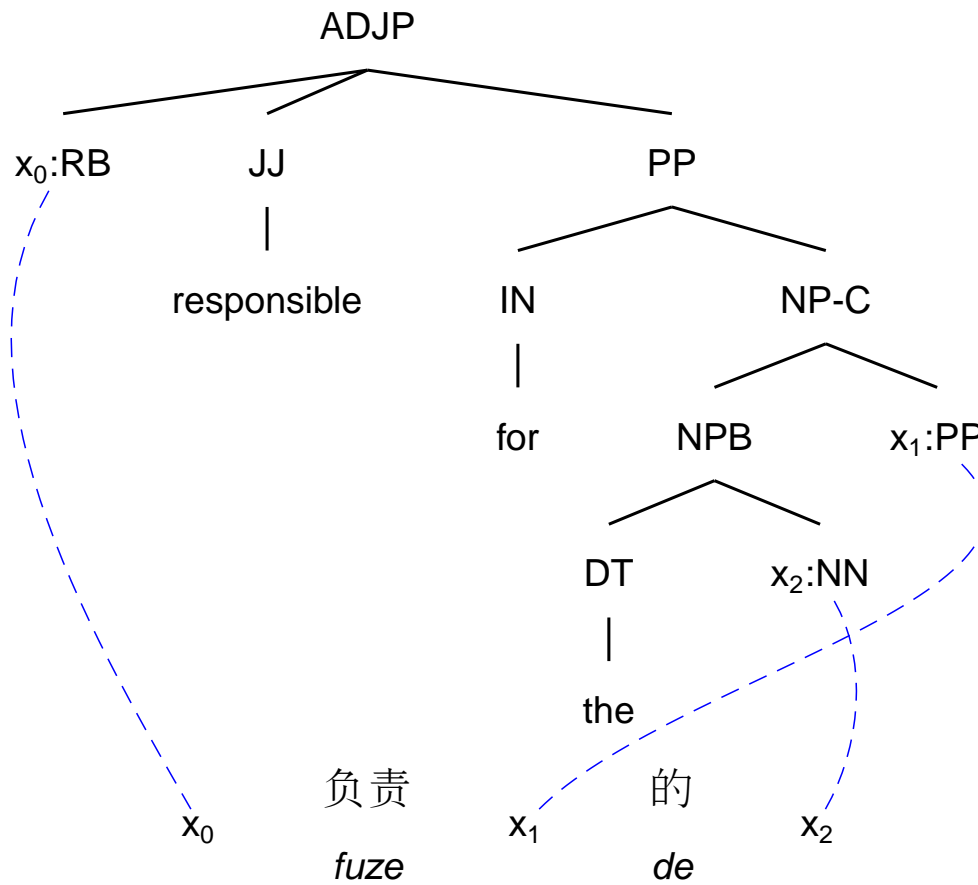 ADJP
x₀:RB JJ PP
responsible IN NP-C
for NPB x₁:PP
DT x₂:NN
the
x₀ 负责 x₁ 的 x₂
fuze de